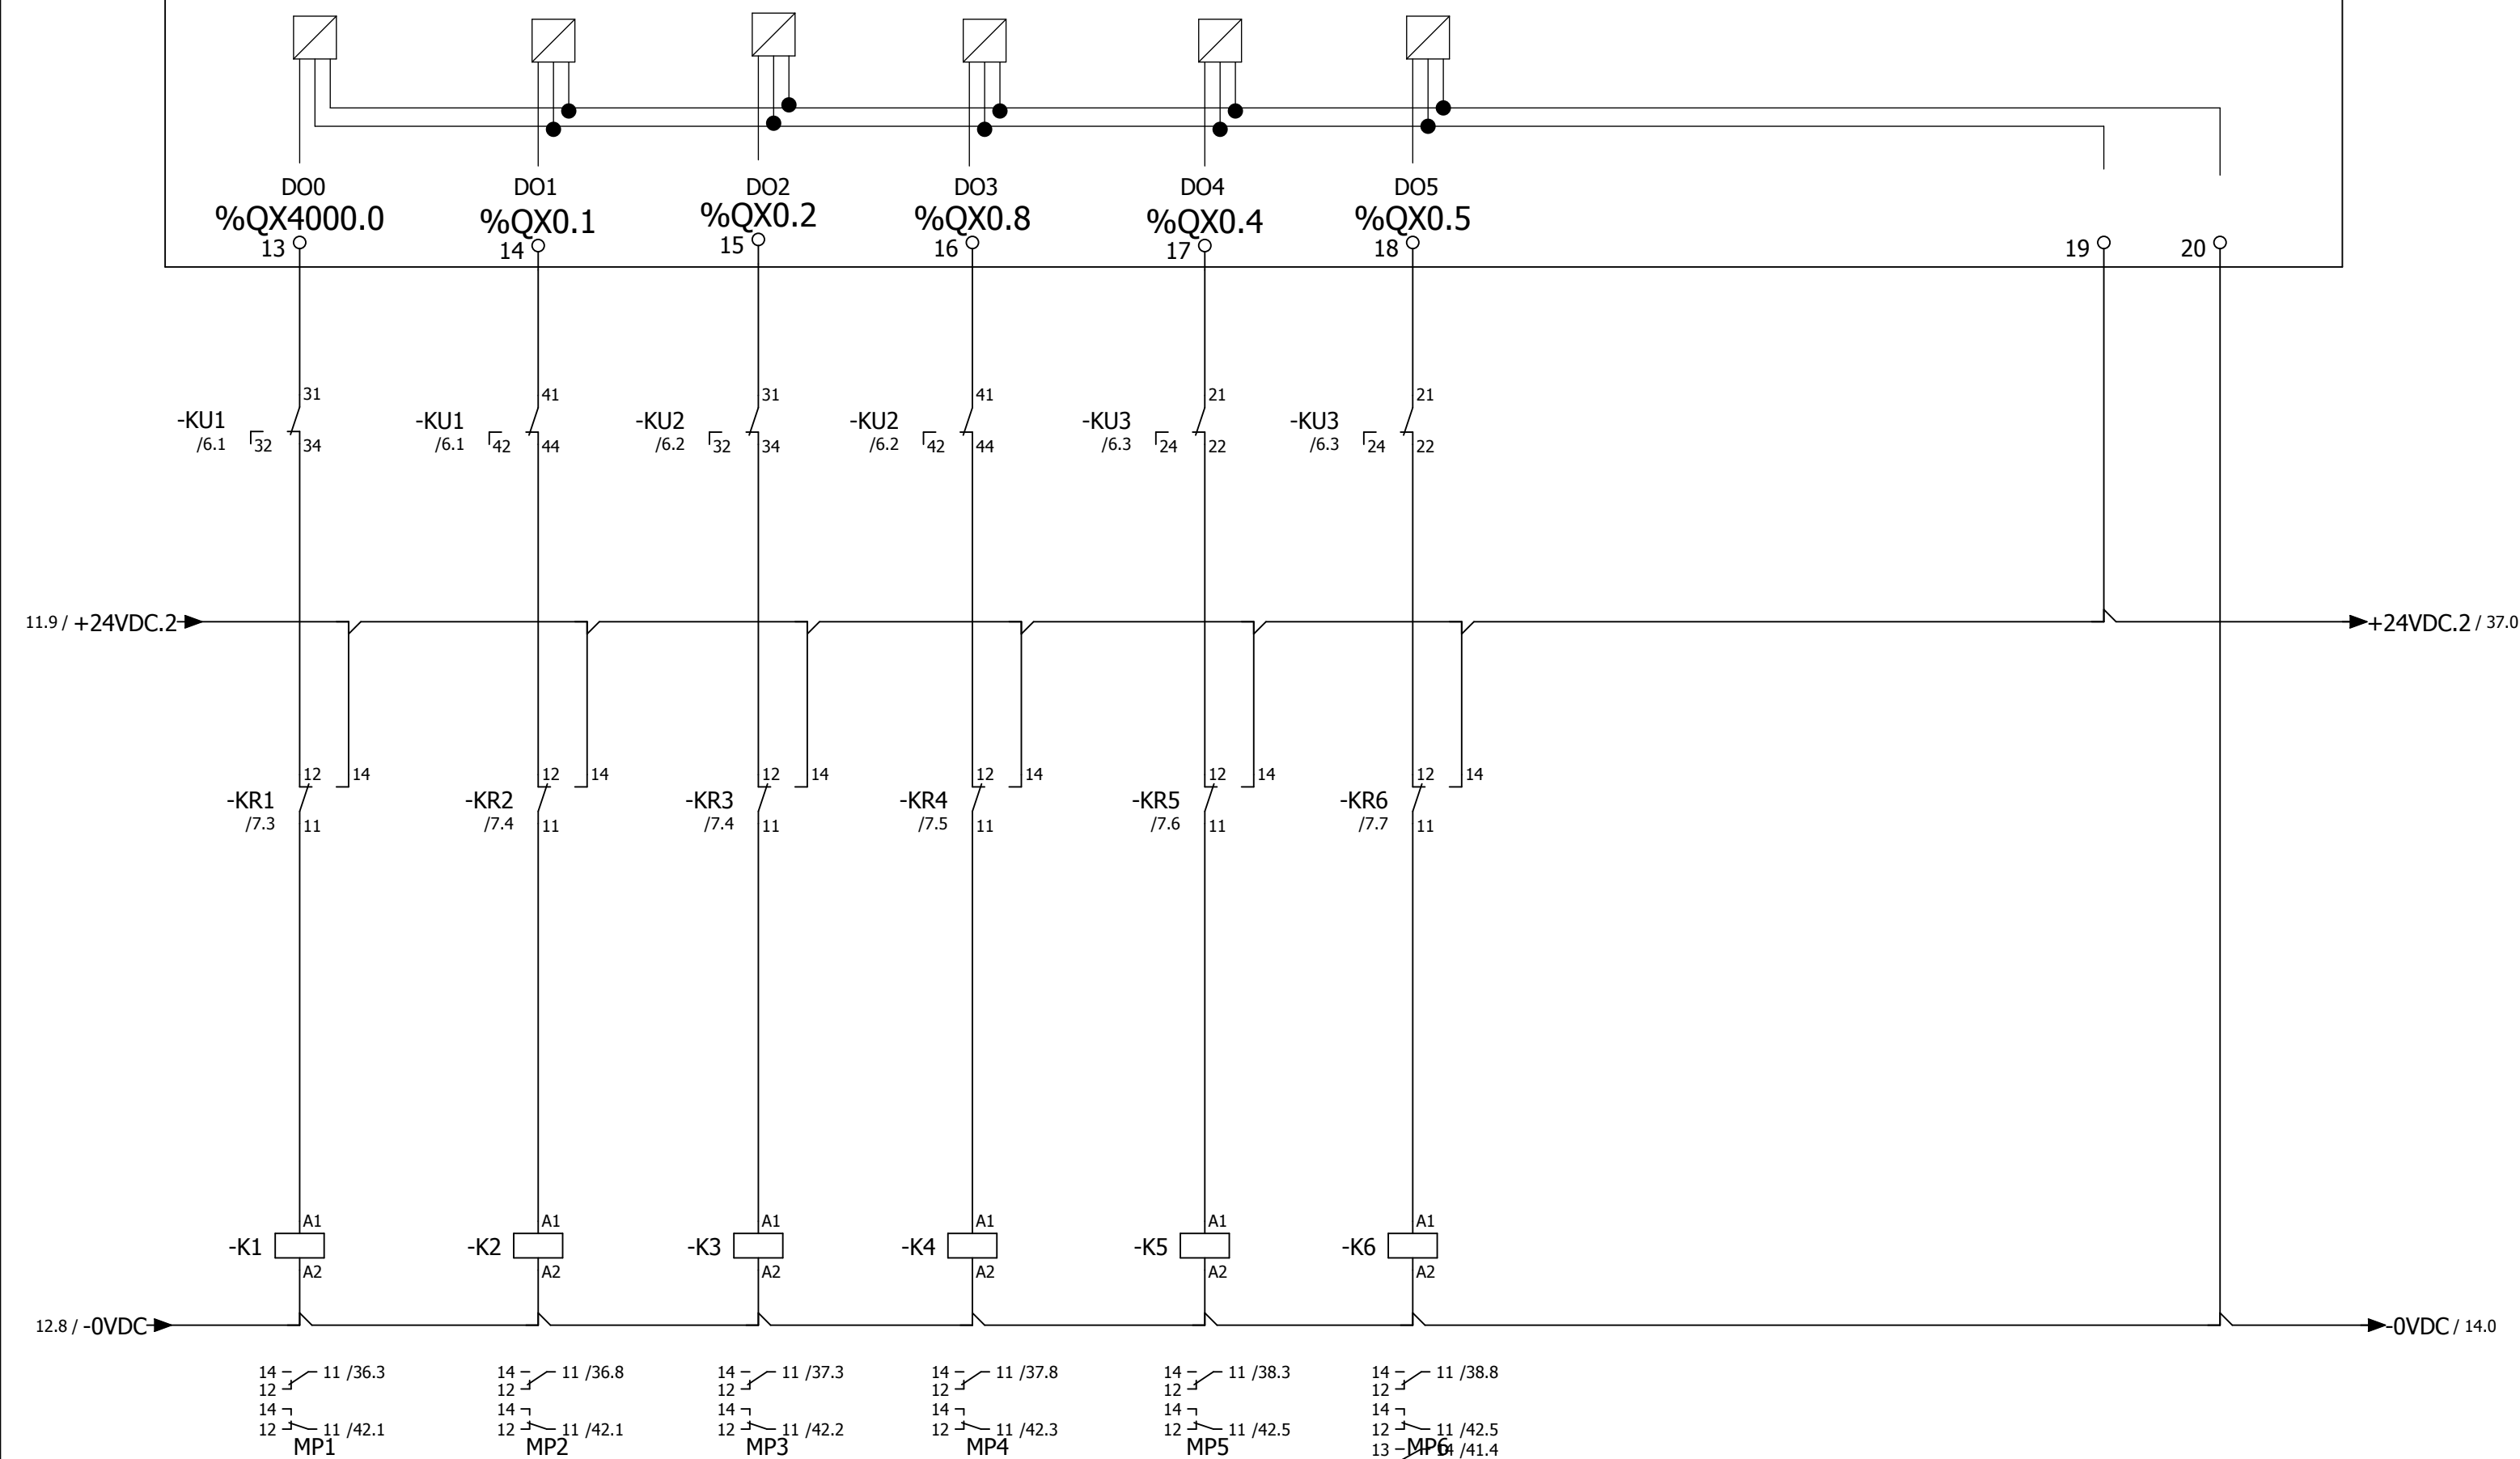 DO0 DO1 DO2 DO3 DO4 DO5
%QX4000.0 %QX0.1 %QX0.2 %QX0.8 %QX0.4 %QX0.5
13 14 15 16 17 18 19 20
31 41 31 41 21 21
-KU1 -KU1 -KU2 -KU2 -KU3 -KU3
/6.1 32 34 /6.1 42 44 /6.2 32 34 /6.2 42 44 /6.3 24 22 /6.3 24 22
11.9 / +24VDC.2 +24VDC.2 / 37.0
12 14 12 14 12 14 12 14 12 14 12 14
-KR1 -KR2 -KR3 -KR4 -KR5 -KR6
/7.3 11 /7.4 11 /7.4 11 /7.5 11 /7.6 11 /7.7 11
A1 A1 A1 A1 A1 A1
-K1 -K2 -K3 -K4 -K5 -K6
A2 A2 A2 A2 A2 A2
12.8 / -0VDC -0VDC / 14.0
14 11 /36.3 14 11 /36.8 14 11 /37.3 14 11 /37.8 14 11 /38.3 14 11 /38.8
12 12 12 12 12 12
14 14 14 14 14 14
12 11 /42.1 12 11 /42.1 12 11 /42.2 12 11 /42.3 12 11 /42.5 12 11 /42.5
MP1 MP2 MP3 MP4 MP5 MP6
13 14 /41.4